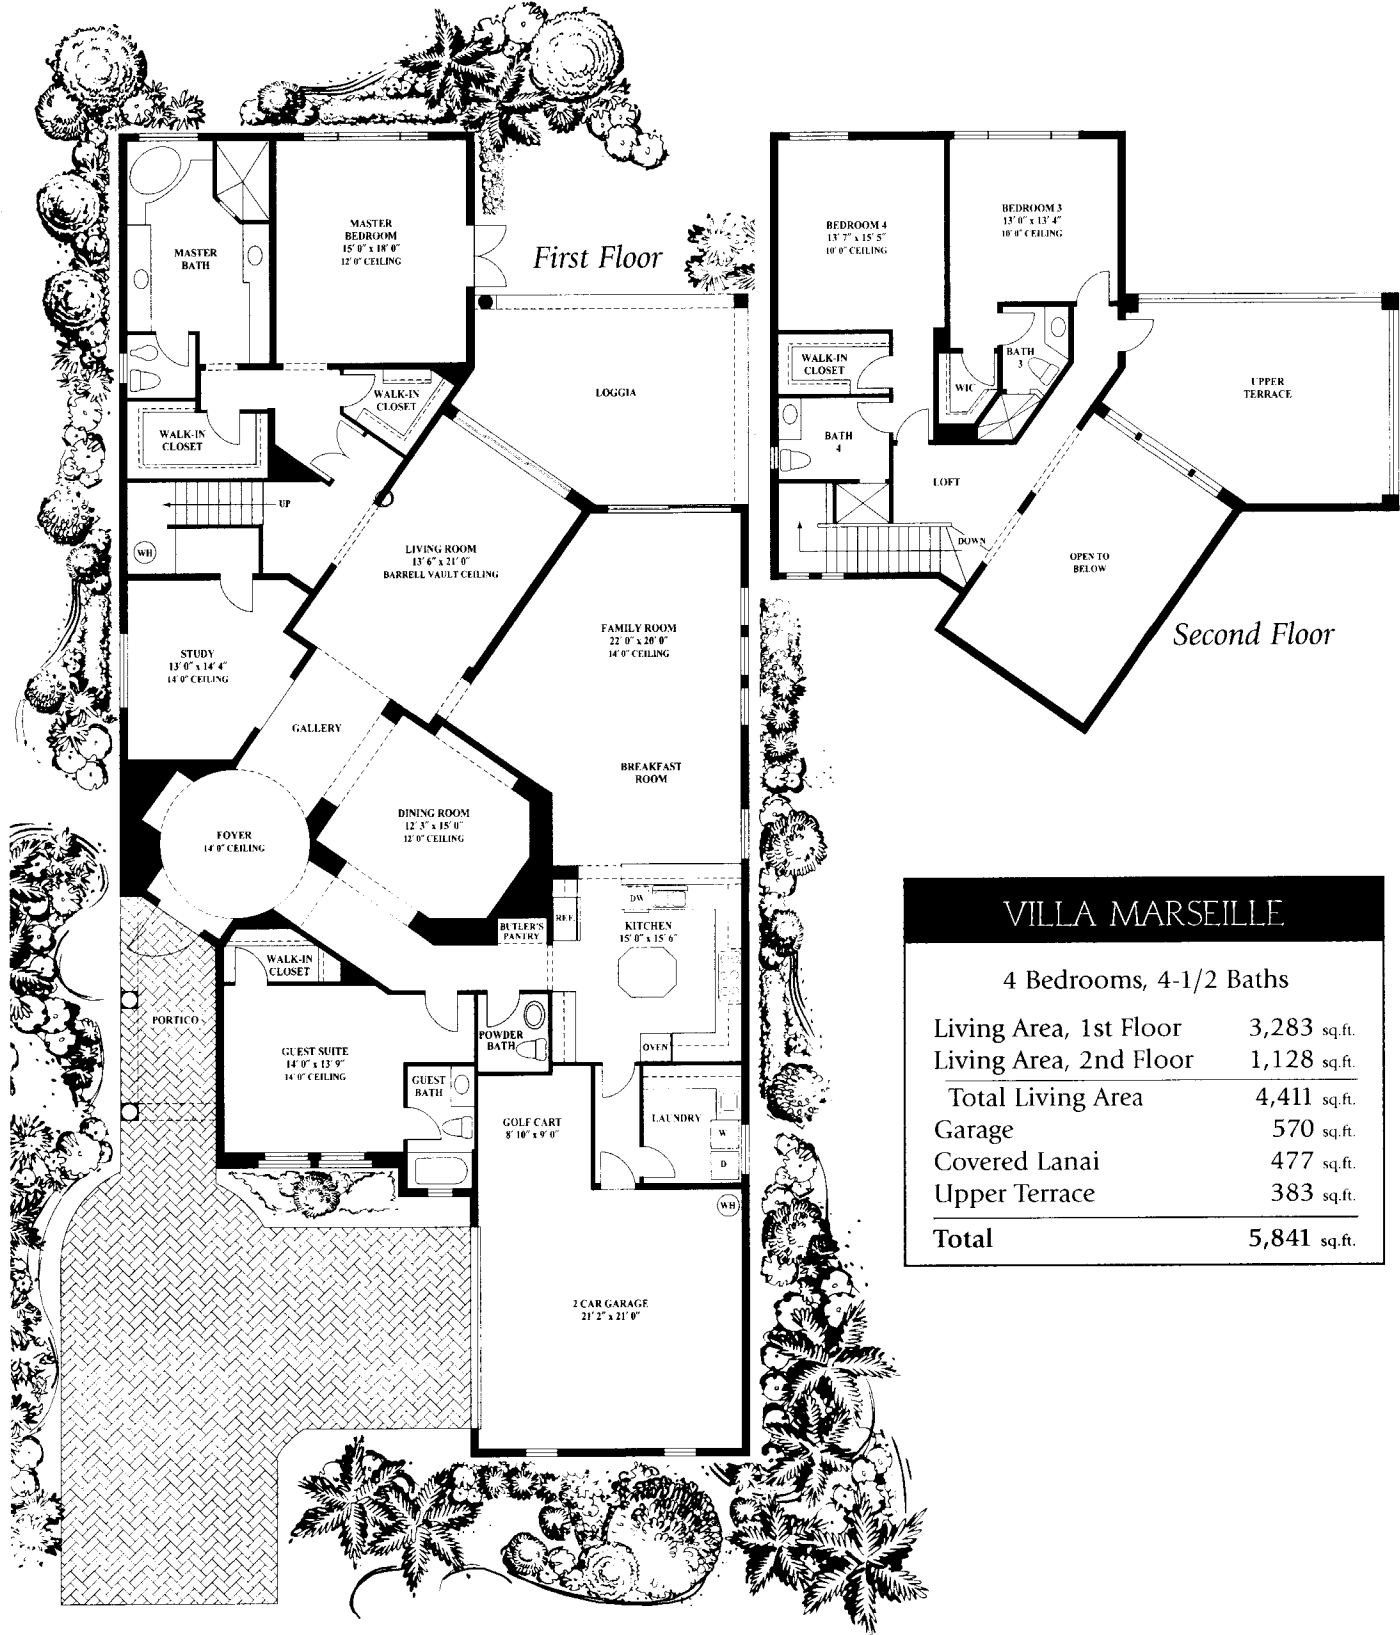 First Floor
MASTER
BEDROOM
15' 0" x 18' 0"
12' 0" CEILING
MASTER
BATH
LOGGIA
WALK-IN
CLOSET
WALK-IN
CLOSET
UP
WH
LIVING ROOM
13' 6" x 21' 0"
BARRELL VAULT CEILING
FAMILY ROOM
22' 0" x 20' 0"
14' 0" CEILING
STUDY
13' 0" x 14' 4"
14' 0" CEILING
GALLERY
BREAKFAST
ROOM
DINING ROOM
12' 3" x 15' 0"
12' 0" CEILING
FOYER
14' 0" CEILING
DW
REF.
KITCHEN
15' 0" x 15' 6"
BUTLER'S
PANTRY
WALK-IN
CLOSET
PORTICO
POWDER
BATH
OVEN
GUEST SUITE
14' 0" x 13' 9"
14' 0" CEILING
GUEST
BATH
GOLF CART
8' 10" x 9' 0"
LAUNDRY
W
D
WH
2 CAR GARAGE
21' 2" x 21' 0"
BEDROOM 4
13' 7" x 15' 5"
10' 0" CEILING
BEDROOM 3
13' 0" x 13' 4"
10' 0" CEILING
WALK-IN
CLOSET
WIC
BATH
3
UPPER
TERRACE
BATH
4
LOFT
DOWN
OPEN TO
BELOW
Second Floor
VILLA MARSEILLE
4 Bedrooms, 4-1/2 Baths
Living Area, 1st Floor 3,283 sq.ft.
Living Area, 2nd Floor 1,128 sq.ft.
Total Living Area 4,411 sq.ft.
Garage 570 sq.ft.
Covered Lanai 477 sq.ft.
Upper Terrace 383 sq.ft.
Total 5,841 sq.ft.